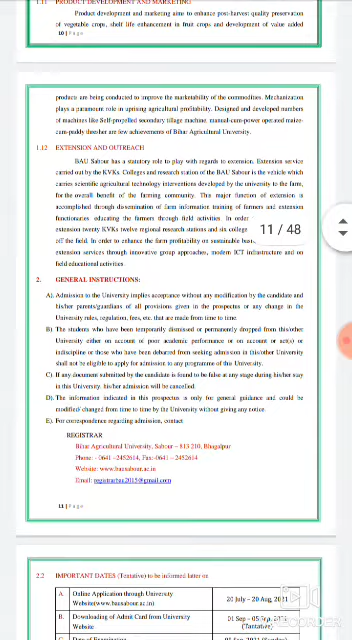 1.11 PRODUCT DEVELOPMENT AND MARKETING
Product development and marketing aims to enhance post-harvest quality preservation
of vegetable crops, shelf life enhancement in fruit crops and development of value added
10 | P a g e
products are being conducted to improve the marketability of the commodities. Mechanization
plays a paramount role in uprising agricultural profitability. Designed and developed numbers
of machines like Self-propelled secondary tillage machine, manual-cum-power operated maize-
cum-paddy thresher are few achievements of Bihar Agricultural University.
1.12 EXTENSION AND OUTREACH
BAU Sabour has a statutory role to play with regards to extension. Extension service
carried out by the KVKs. Colleges and research station of the BAU Sabour is the vehicle which
carries scientific agricultural technology interventions developed by the university to the farm,
for the overall benefit of the farming community. This major function of extension is
accomplished through dissemination of farm information training of farmers and extension
functionaries educating the farmers through field activities. In order
extension twenty KVKs twelve regional research stations and six college
off the field. In order to enhance the farm profitability on sustainable basis,
extension services through innovative group approaches, modern ICT infrastructure and on
field educational activities
11 / 48
2. GENERAL INSTRUCTIONS:
A). Admission to the University implies acceptance without any modification by the candidate and
his/her parents/guardians of all provisions given in the prospectus or any change in the
University rules, regulation, fees, etc. that are made from time to time.
B) The students who have been temporarily dismissed or permanently dropped from this/other
University either on account of poor academic performance or on account or act(s) or
indiscipline or those who have been debarred from seeking admission in this/other University
shall not be eligible to apply for admission to any programme of this University.
C) If any document submitted by the candidate is found to be false at any stage during his/her stay
in this University, his/her admission will be cancelled.
D). The information indicated in this prospectus is only for general guidance and could be
modified/ changed from time to time by the University without giving any notice.
E). For correspondence regarding admission, contact
REGISTRAR
Bihar Agricultural University, Sabour – 813 210, Bhagalpur
Phone: - 0641 –2452614, Fax:-0641 – 2452614
Website: www.bausabour.ac.in
Email: registrarbau2015@gmail.com
11 | P a g e
2.2 IMPORTANT DATES (Tentative) to be informed latter on
A. Online Application through University Website(www.bausabour.ac.in) 20 July – 20 Aug, 2021
B. Downloading of Admit Card from University Website 01 Sep – 05 Sep, 2021 (Tentative)
C. Date of Examination